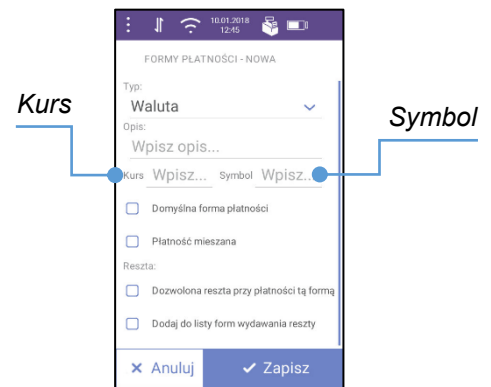 10.01.2018
12:45
FORMY PŁATNOŚCI - NOWA
Typ:
Waluta
Opis:
Wpisz opis...
Kurs Wpisz... Symbol Wpisz...
Domyślna forma płatności
Płatność mieszana
Reszta:
Dozwolona reszta przy płatności tą formą
Dodaj do listy form wydawania reszty
Anuluj Zapisz
Kurs
Symbol